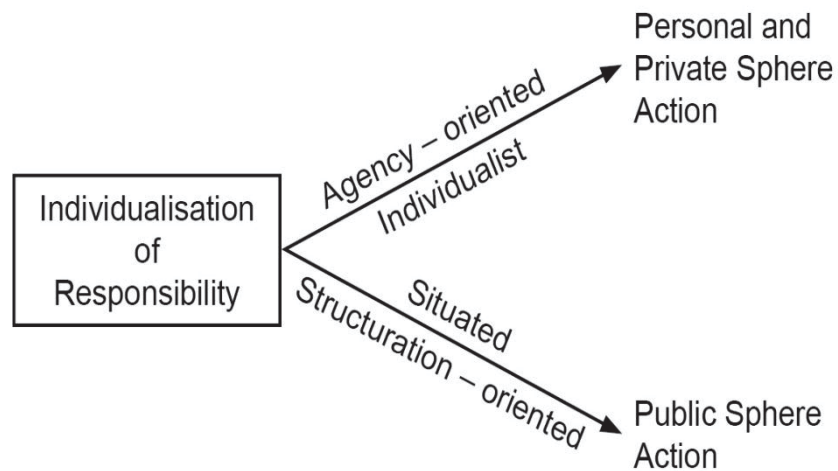 Personal and
Private Sphere
Action
Agency – oriented
Individualist
Individualisation
of
Responsibility
Situated
Structuration – oriented
Public Sphere
Action